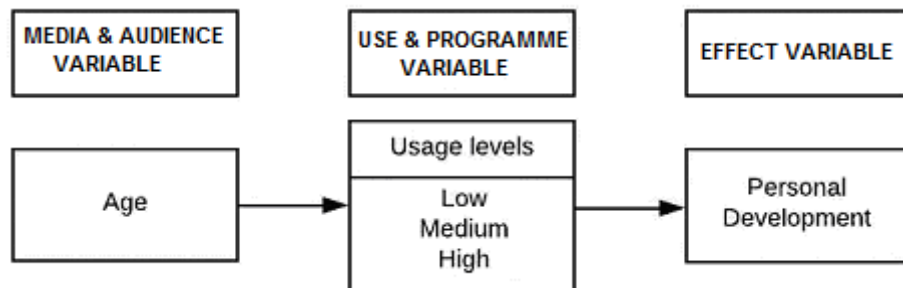 MEDIA & AUDIENCE
VARIABLE
USE & PROGRAMME
VARIABLE
EFFECT VARIABLE
Age
Usage levels
Low
Medium
High
Personal
Development